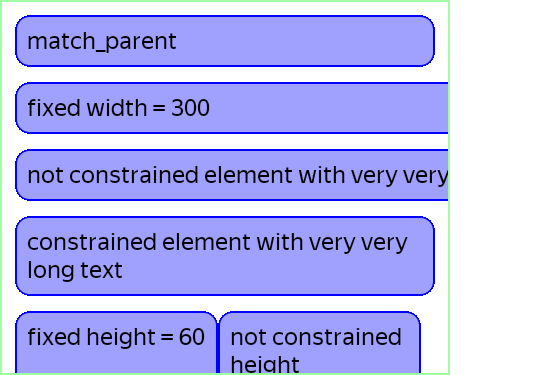 match_parent
fixed width = 300
not constrained element with very very
constrained element with very very
long text
fixed height = 60
not constrained
height